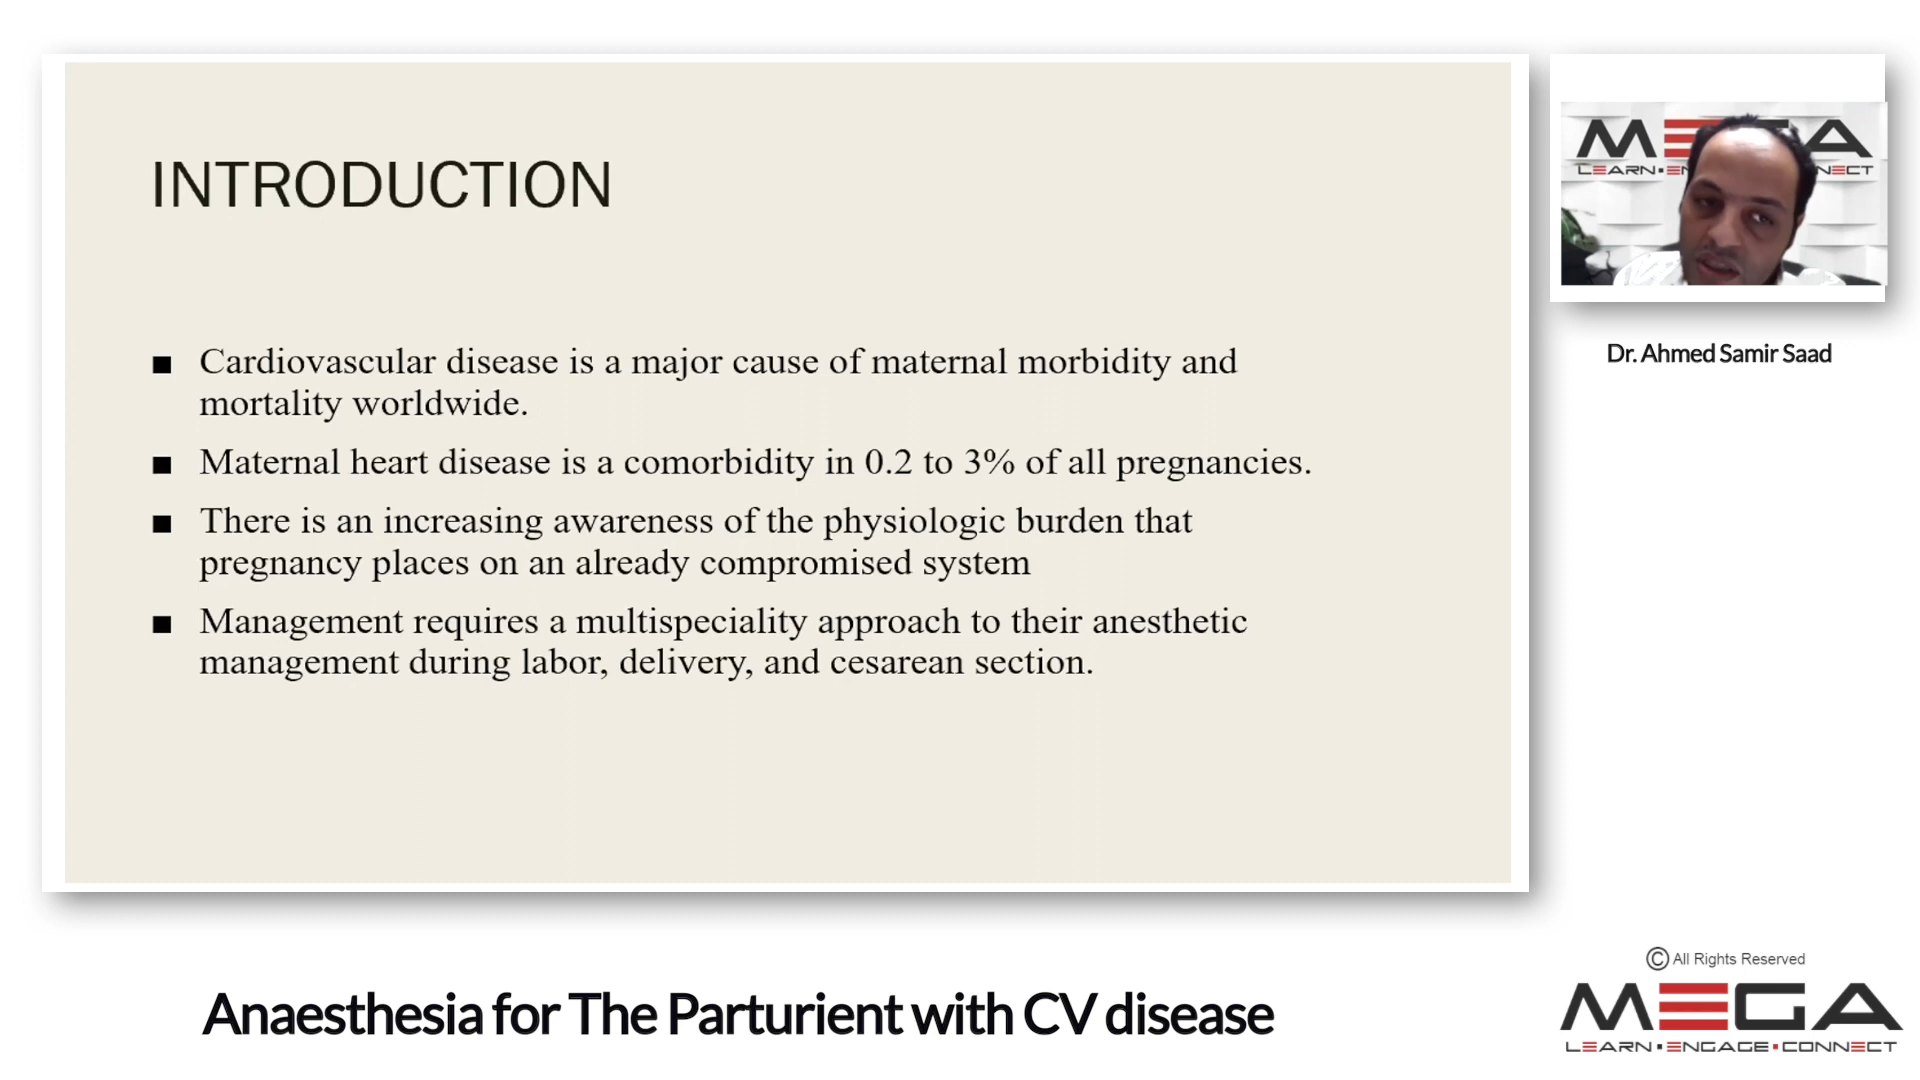 INTRODUCTION
■ Cardiovascular disease is a major cause of maternal morbidity and
mortality worldwide.
■ Maternal heart disease is a comorbidity in 0.2 to 3% of all pregnancies.
■ There is an increasing awareness of the physiologic burden that
pregnancy places on an already compromised system
■ Management requires a multispeciality approach to their anesthetic
management during labor, delivery, and cesarean section.
Dr. Ahmed Samir Saad
Anaesthesia for The Parturient with CV disease
© All Rights Reserved
MEGA
LEARN▪ENGAGE▪CONNECT